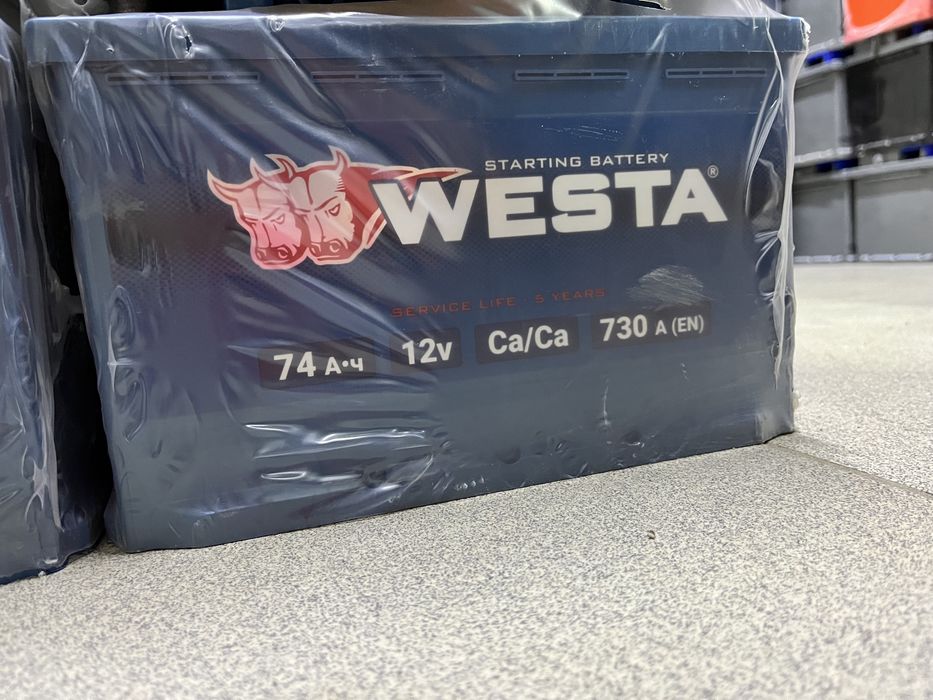 STARTING BATTERY
WESTA®
SERVICE LIFE · 5 YEARS
74 А•ч 12v Ca/Ca 730 A (EN)